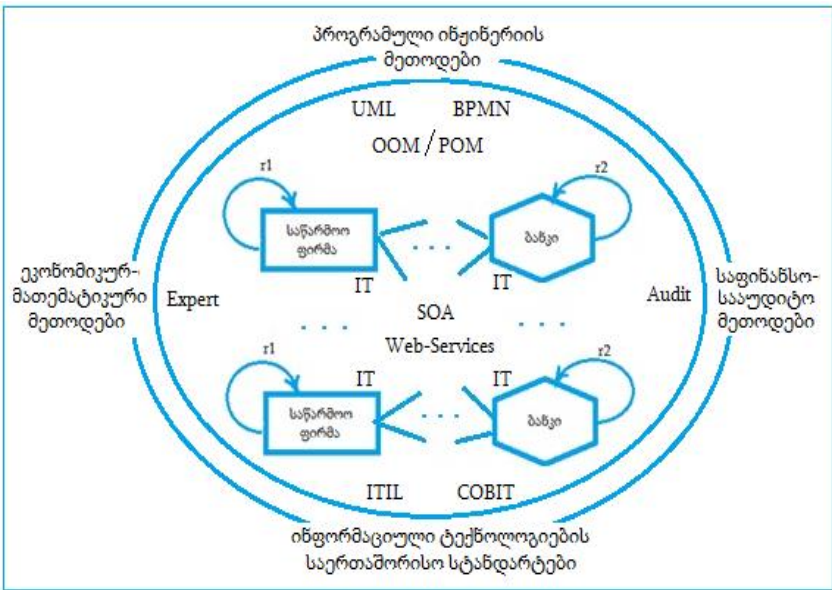 პროგრამული ინჟინერიის
მეთოდები
UML BPMN
OOM / POM
r1 r2
საწარმოო
ფირმა
. . .
ბანკი
IT IT
ეკონომიკურ-
მათემატიკური
მეთოდები
Expert
SOA
Audit
საფინანსო-
სააუდიტო
მეთოდები
. . . . . .
Web-Services
r1 r2
IT IT
საწარმოო
ფირმა
. . .
ბანკი
ITIL COBIT
ინფორმაციული ტექნოლოგიების
საერთაშორისო სტანდარტები